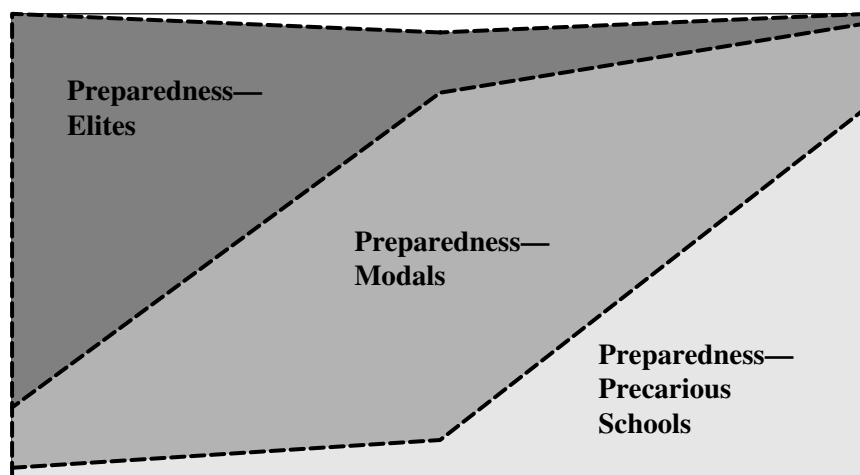 Preparedness—
Elites
Preparedness—
Modals
Preparedness—
Precarious
Schools